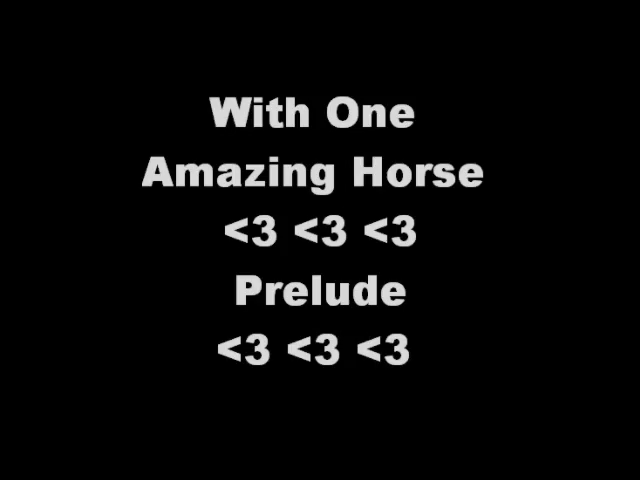 With One
Amazing Horse
<3 <3 <3
Prelude
<3 <3 <3